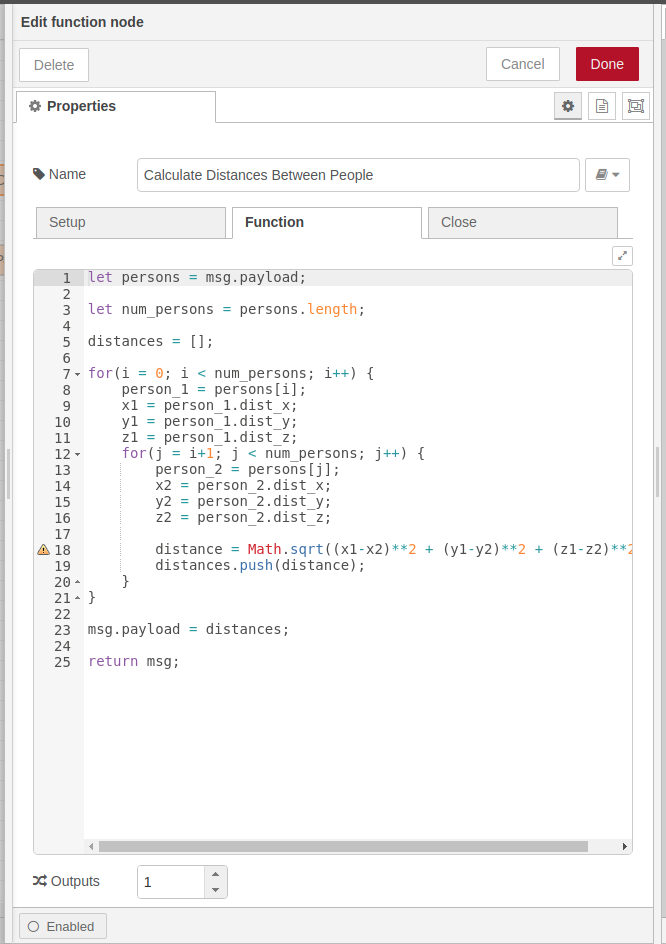 Edit function node
Delete
Cancel
Done
Properties
Name
Calculate Distances Between People
Setup
Function
Close
1 let persons = msg.payload;
2
3 let num_persons = persons.length;
4
5 distances = [];
6
7 for(i = 0; i < num_persons; i++) {
8 person_1 = persons[i];
9 x1 = person_1.dist_x;
10 y1 = person_1.dist_y;
11 z1 = person_1.dist_z;
12 for(j = i+1; j < num_persons; j++) {
13 person_2 = persons[j];
14 x2 = person_2.dist_x;
15 y2 = person_2.dist_y;
16 z2 = person_2.dist_z;
17
18 distance = Math.sqrt((x1-x2)**2 + (y1-y2)**2 + (z1-z2)**2
19 distances.push(distance);
20 }
21 }
22
23 msg.payload = distances;
24
25 return msg;
Outputs
1
Enabled